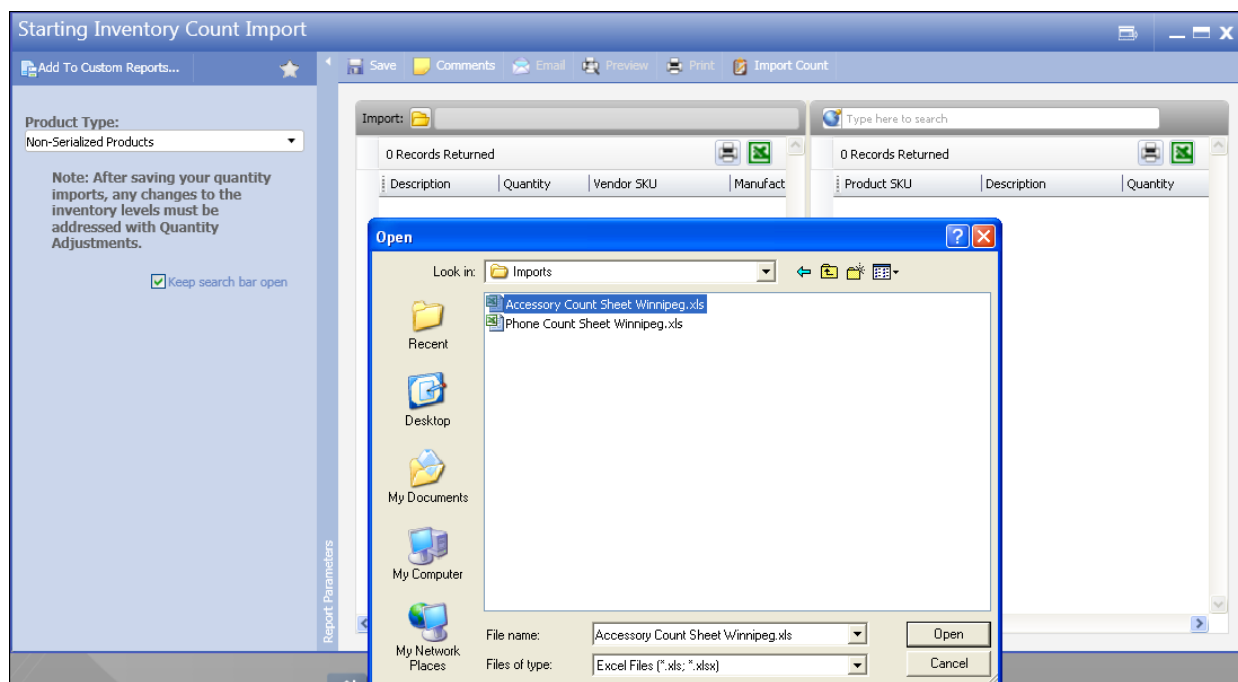 Starting Inventory Count Import
X
Add To Custom Reports...
Save Comments Email Preview Print Import Count
Product Type:
Non-Serialized Products
Note: After saving your quantity
imports, any changes to the
inventory levels must be
addressed with Quantity
Adjustments.
Keep search bar open
Report Parameters
Import:
0 Records Returned
Description Quantity Vendor SKU Manufact
Type here to search
0 Records Returned
Product SKU Description Quantity
Open
Look in: Imports
Recent
Desktop
My Documents
My Computer
My Network
Places
Accessory Count Sheet Winnipeg.xls
Phone Count Sheet Winnipeg.xls
File name: Accessory Count Sheet Winnipeg.xls Open
Files of type: Excel Files (*.xls; *.xlsx) Cancel